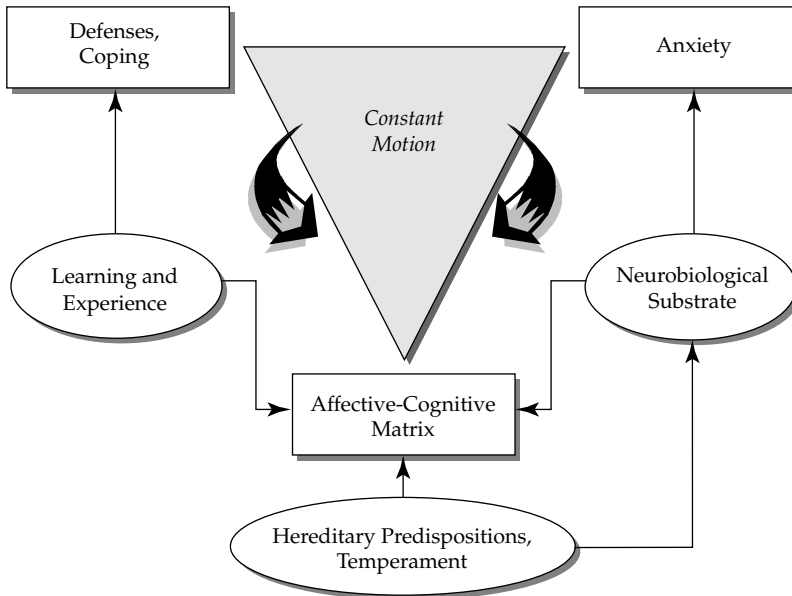 Defenses,
Coping
Constant
Motion
Anxiety
Learning and
Experience
Neurobiological
Substrate
Affective-Cognitive
Matrix
Hereditary Predispositions,
Temperament